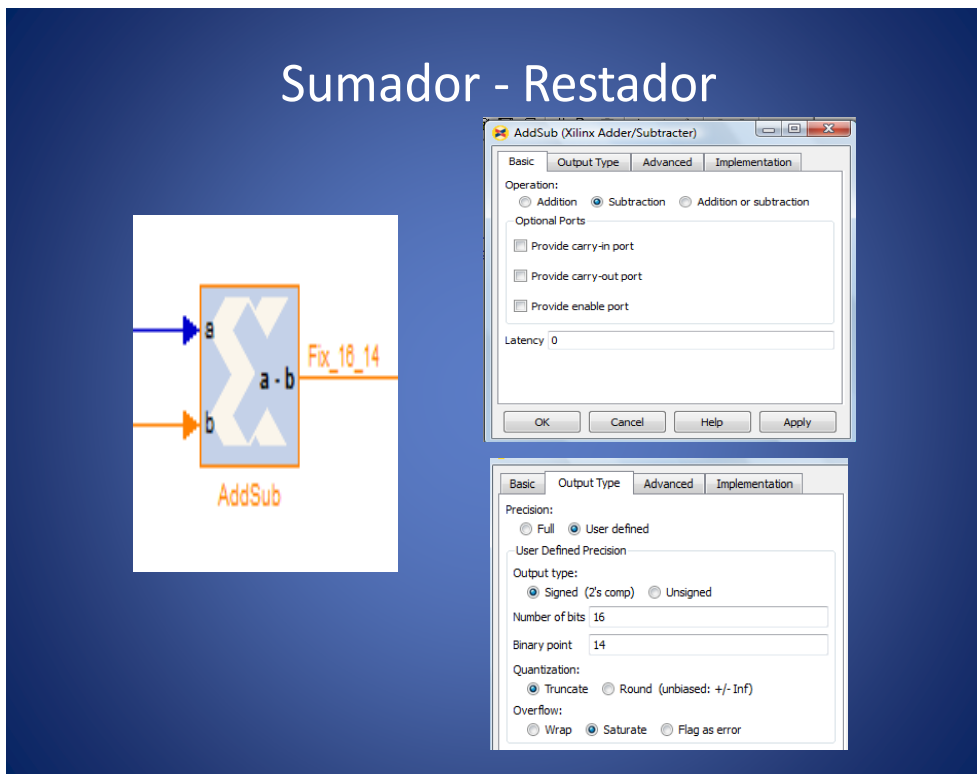 Sumador - Restador
AddSub (Xilinx Adder/Subtracter)
Basic Output Type Advanced Implementation
Operation:
Addition Subtraction Addition or subtraction
Optional Ports
Provide carry-in port
Provide carry-out port
Provide enable port
Latency 0
OK Cancel Help Apply
a
Fix_16_14
a - b
b
AddSub
Basic Output Type Advanced Implementation
Precision:
Full User defined
User Defined Precision
Output type:
Signed (2's comp) Unsigned
Number of bits 16
Binary point 14
Quantization:
Truncate Round (unbiased: +/- Inf)
Overflow:
Wrap Saturate Flag as error